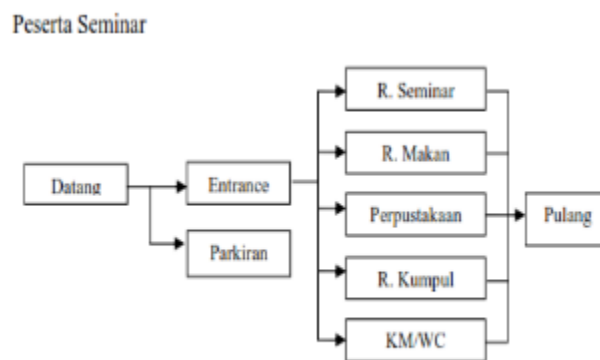 Peserta Seminar
R. Seminar
R. Makan
Datang
Entrance
Perpustakaan
Pulang
Parkiran
R. Kumpul
KM/WC